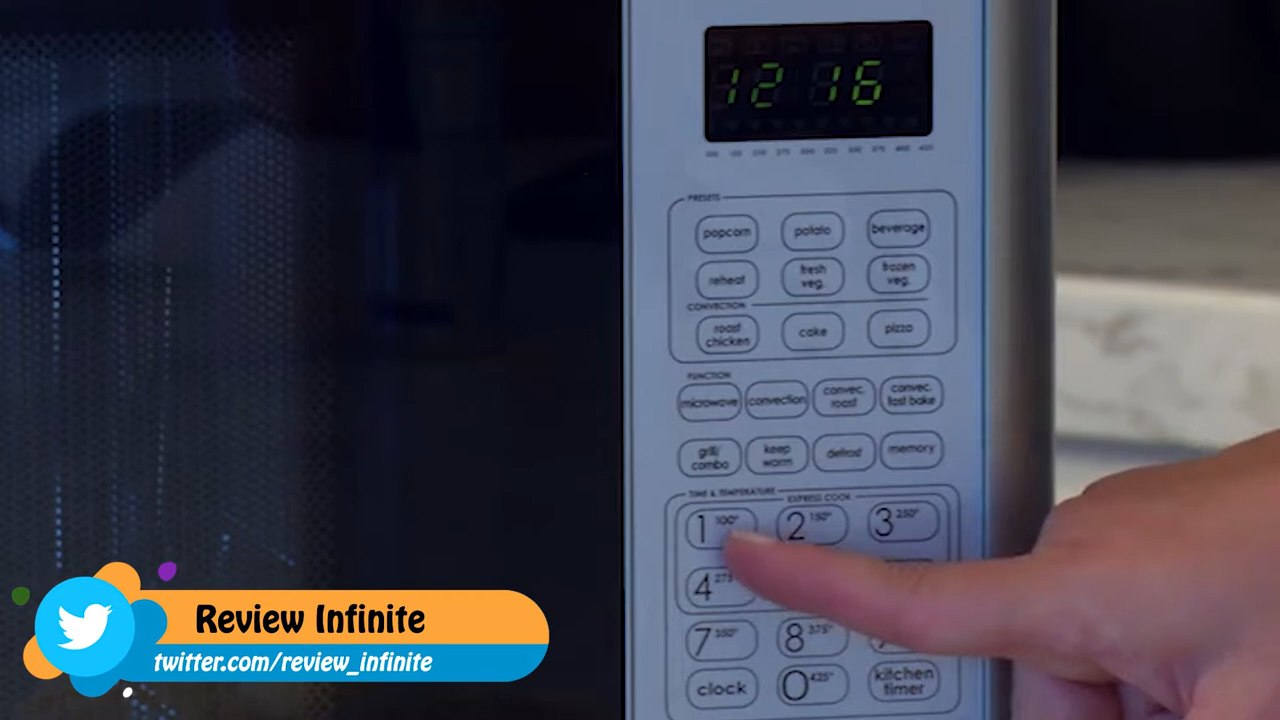 12 16
PRESETS
popcorn potato beverage
reheat fresh veg. frozen veg.
CONVECTION
roast chicken cake pizza
FUNCTION
microwave convection convec. roast convec. fast bake
grill/ combo keep warm defrost memory
TIME & TEMPERATURE EXPRESS COOK
1 100° 2 150° 3 250°
4 275
7 350° 8 375°
clock 0 425° kitchen timer
Review Infinite
twitter.com/review_infinite